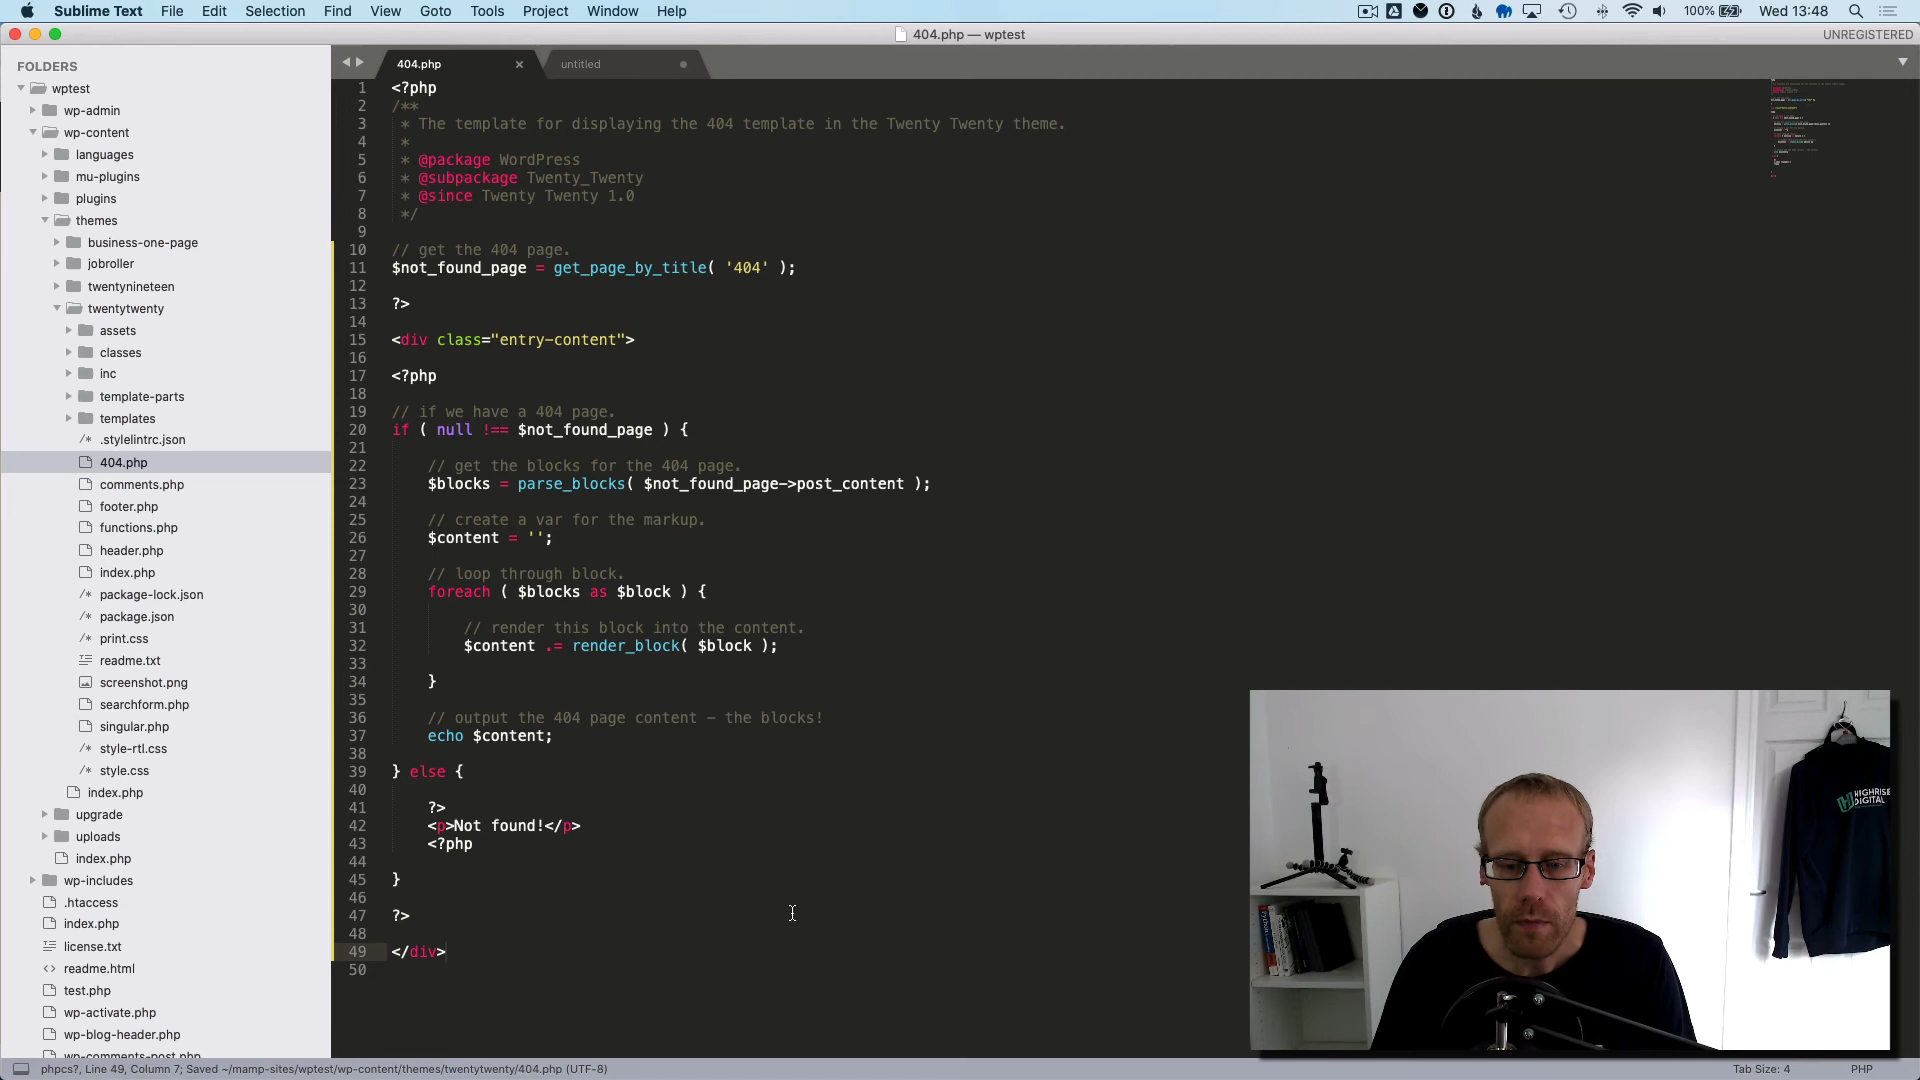 Sublime Text File Edit Selection Find View Goto Tools Project Window Help 100% Wed 13:48
404.php — wptest UNREGISTERED
FOLDERS
wptest
wp-admin
wp-content
languages
mu-plugins
plugins
themes
business-one-page
jobroller
twentynineteen
twentytwenty
assets
classes
inc
template-parts
templates
/* .stylelintrc.json
404.php
comments.php
footer.php
functions.php
header.php
index.php
/* package-lock.json
/* package.json
/* print.css
readme.txt
screenshot.png
searchform.php
singular.php
/* style-rtl.css
/* style.css
index.php
upgrade
uploads
index.php
wp-includes
.htaccess
index.php
license.txt
<> readme.html
test.php
wp-activate.php
wp-blog-header.php
wp-comments-post.php
404.php × untitled
1 <?php
2 /**
3 * The template for displaying the 404 template in the Twenty Twenty theme.
4 *
5 * @package WordPress
6 * @subpackage Twenty_Twenty
7 * @since Twenty Twenty 1.0
8 */
9
10 // get the 404 page.
11 $not_found_page = get_page_by_title( '404' );
12
13 ?>
14
15 <div class="entry-content">
16
17 <?php
18
19 // if we have a 404 page.
20 if ( null !== $not_found_page ) {
21
22 // get the blocks for the 404 page.
23 $blocks = parse_blocks( $not_found_page->post_content );
24
25 // create a var for the markup.
26 $content = '';
27
28 // loop through block.
29 foreach ( $blocks as $block ) {
30
31 // render this block into the content.
32 $content .= render_block( $block );
33
34 }
35
36 // output the 404 page content – the blocks!
37 echo $content;
38
39 } else {
40
41 ?>
42 <p>Not found!</p>
43 <?php
44
45 }
46
47 ?>
48
49 </div>
50
HIGHRISE
DIGITAL
phpcs?, Line 49, Column 7; Saved ~/mamp-sites/wptest/wp-content/themes/twentytwenty/404.php (UTF-8) Tab Size: 4 PHP